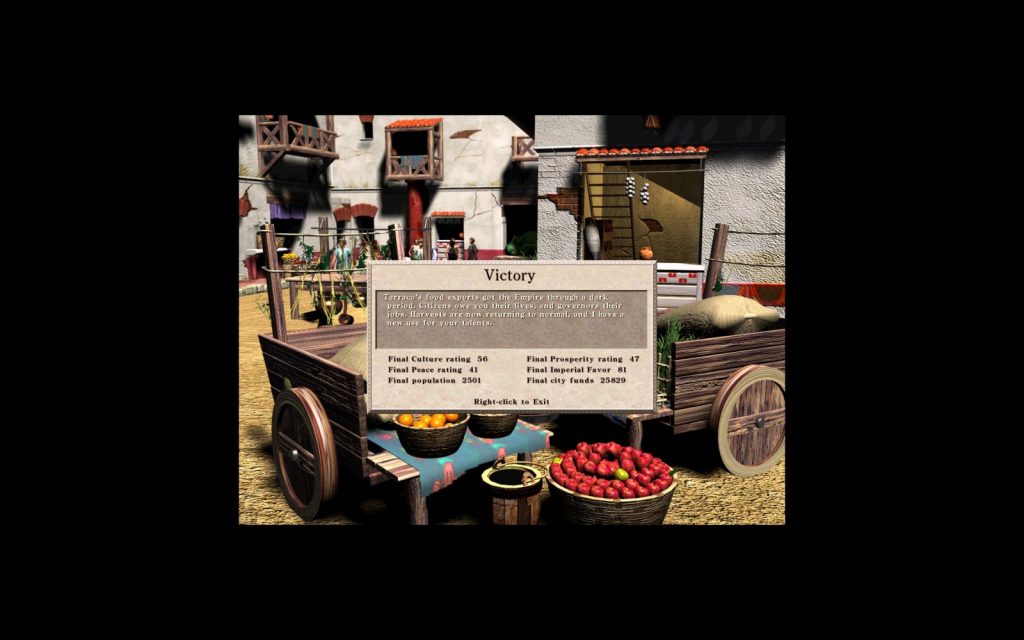 Victory
Tarraco's food exports got the Empire through a dark
period. Citizens owe you their lives, and governors their
jobs. Harvests are now returning to normal, and I have a
new use for your talents.
Final Culture rating 56
Final Prosperity rating 47
Final Peace rating 41
Final Imperial Favor 81
Final population 2501
Final city funds 25829
Right-click to Exit